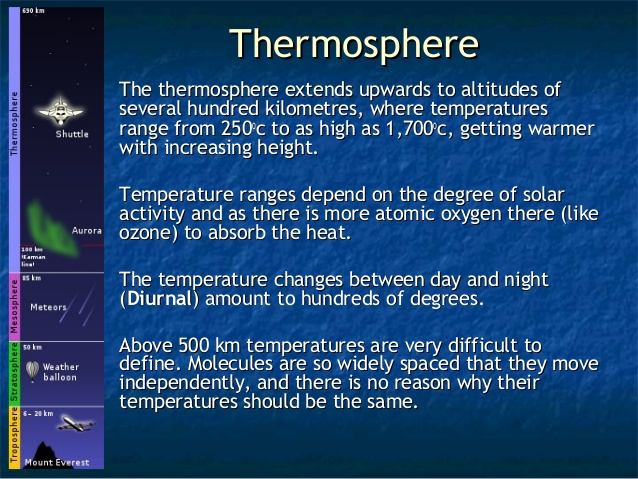 Thermosphere
The thermosphere extends upwards to altitudes of
several hundred kilometres, where temperatures
range from 250ºc to as high as 1,700ºc, getting warmer
with increasing height.
Temperature ranges depend on the degree of solar
activity and as there is more atomic oxygen there (like
ozone) to absorb the heat.
The temperature changes between day and night
(Diurnal) amount to hundreds of degrees.
Above 500 km temperatures are very difficult to
define. Molecules are so widely spaced that they move
independently, and there is no reason why their
temperatures should be the same.
690 km
Thermosphere
Shuttle
Aurora
100 km
(Karman
line)
85 km
Mesosphere
Meteors
50 km
Stratosphere
Weather
balloon
6 – 20 km
Troposphere
Mount Everest